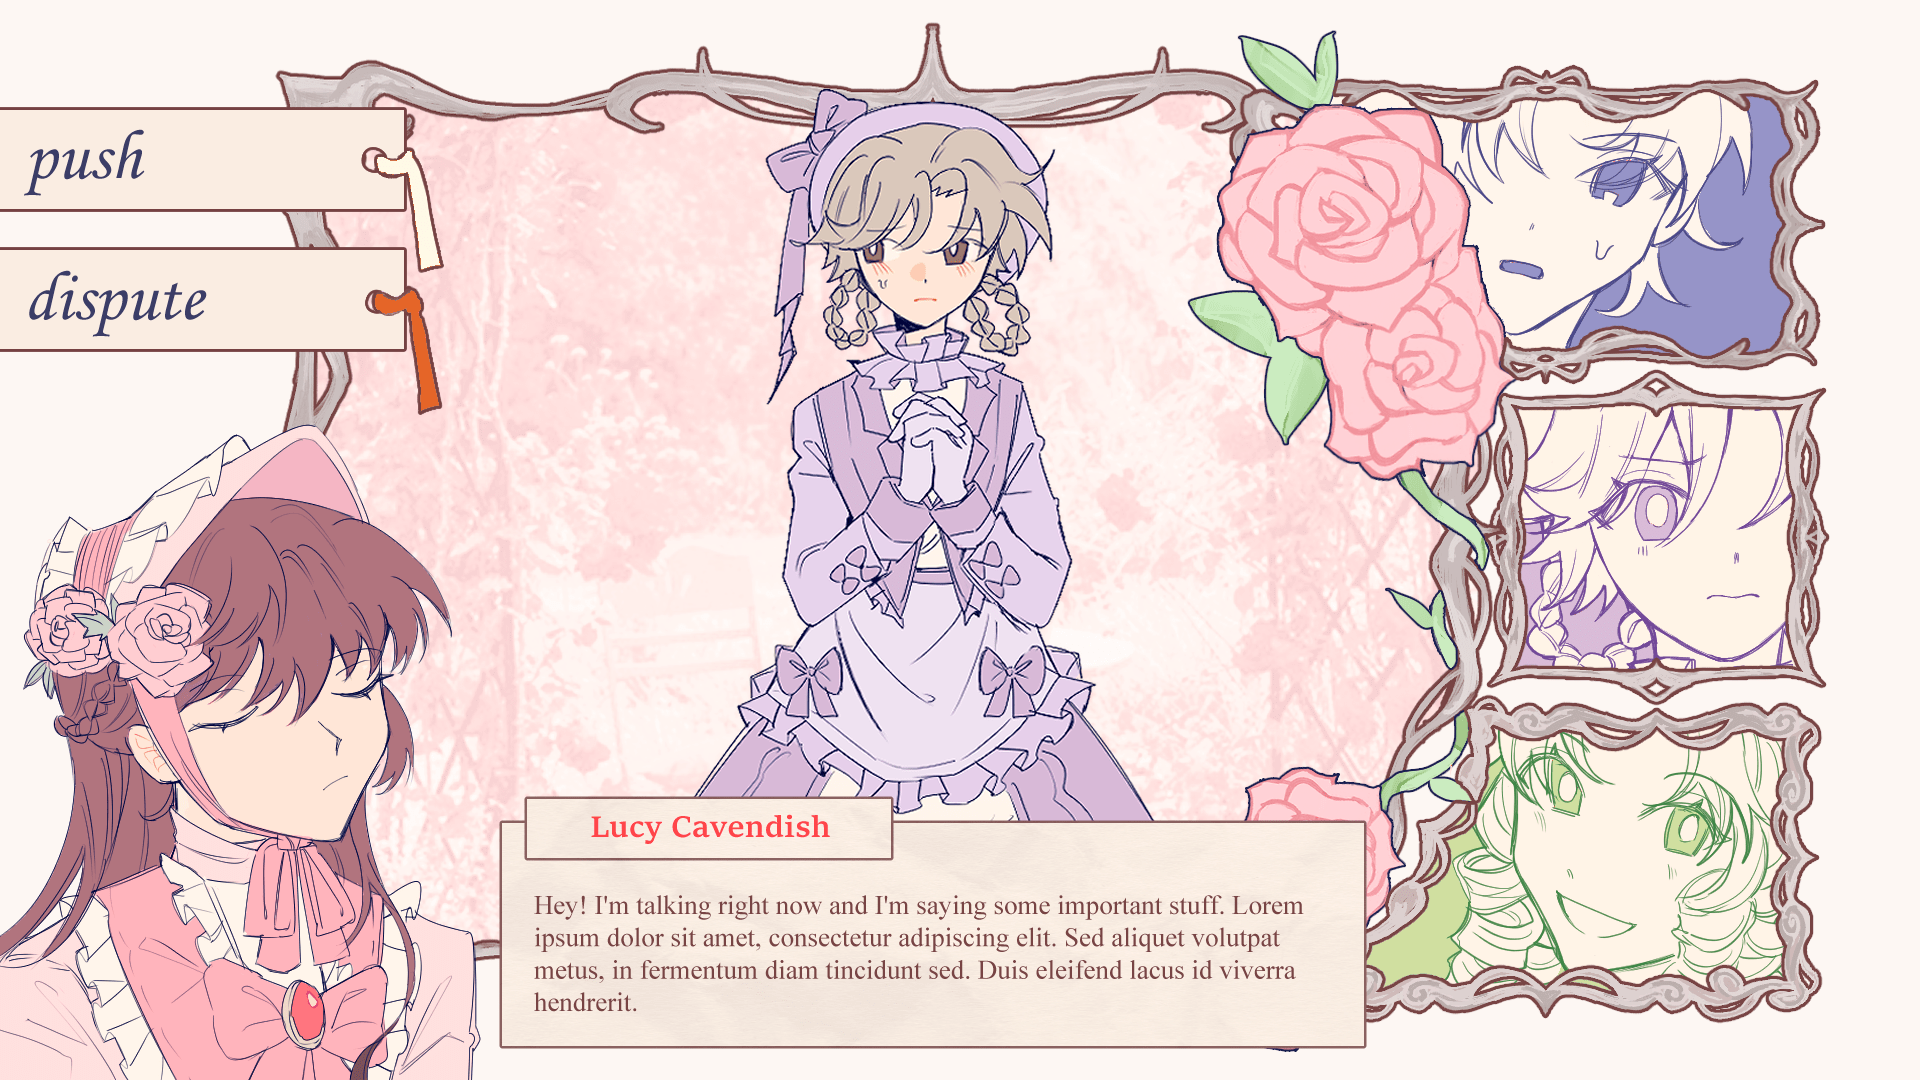 push
dispute
Lucy Cavendish
Hey! I'm talking right now and I'm saying some important stuff. Lorem
ipsum dolor sit amet, consectetur adipiscing elit. Sed aliquet volutpat
metus, in fermentum diam tincidunt sed. Duis eleifend lacus id viverra
hendrerit.